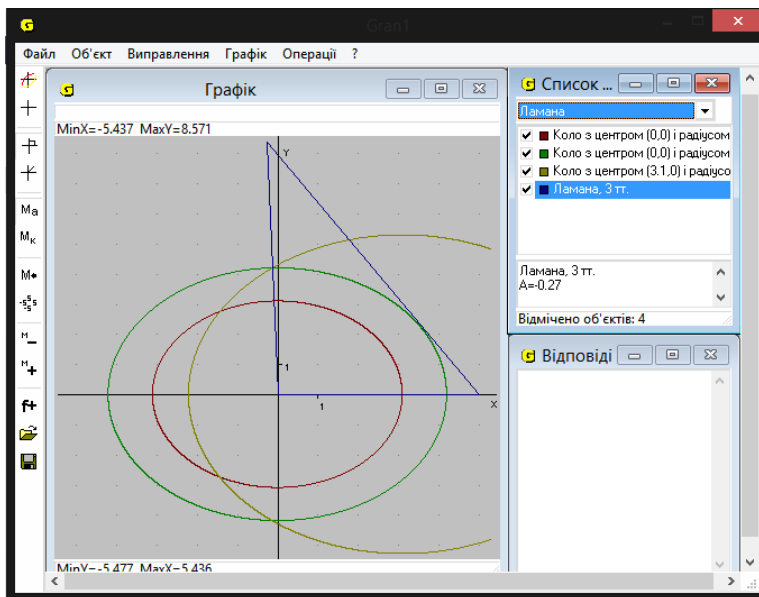 Gran1
Файл Об'єкт Виправлення Графік Операції ?
Графік
MinX=-5.437 MaxY=8.571
Y
1
1
X
MinY=-5.477 MaxX=5.436
Список ...
Ламана
Коло з центром (0,0) і радіусом
Коло з центром (0,0) і радіусом
Коло з центром (3.1,0) і радіусо
Ламана, 3 тт.
Ламана, 3 тт.
A=-0.27
Відмічено об'єктів: 4
Відповіді
Mа
Mк
M
M
M
f+